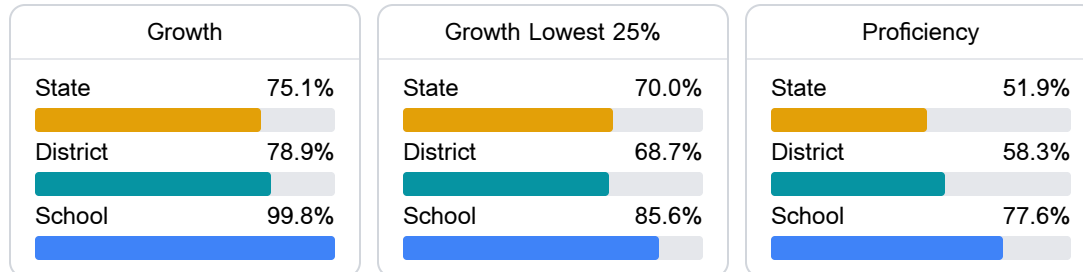 Growth
State 75.1%
District 78.9%
School 99.8%
Growth Lowest 25%
State 70.0%
District 68.7%
School 85.6%
Proficiency
State 51.9%
District 58.3%
School 77.6%